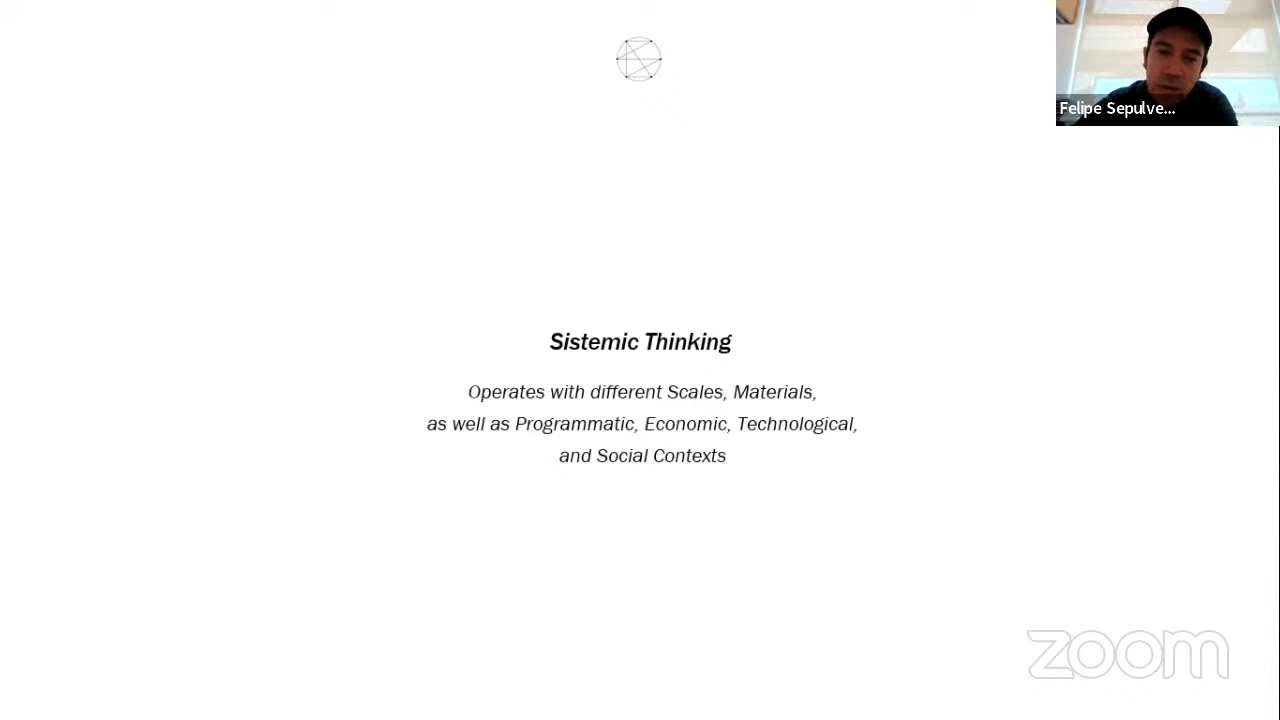 Felipe Sepulve...
Sistemic Thinking
Operates with different Scales, Materials,
as well as Programmatic, Economic, Technological,
and Social Contexts
zoom